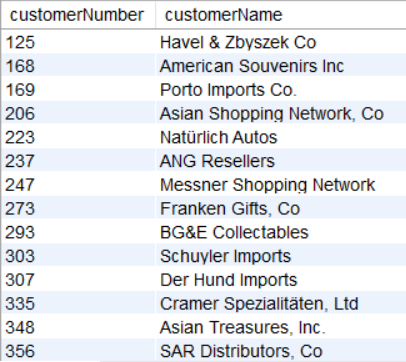 customerNumber customerName
125 Havel & Zbyszek Co
168 American Souvenirs Inc
169 Porto Imports Co.
206 Asian Shopping Network, Co
223 Natürlich Autos
237 ANG Resellers
247 Messner Shopping Network
273 Franken Gifts, Co
293 BG&E Collectables
303 Schuyler Imports
307 Der Hund Imports
335 Cramer Spezialitäten, Ltd
348 Asian Treasures, Inc.
356 SAR Distributors, Co